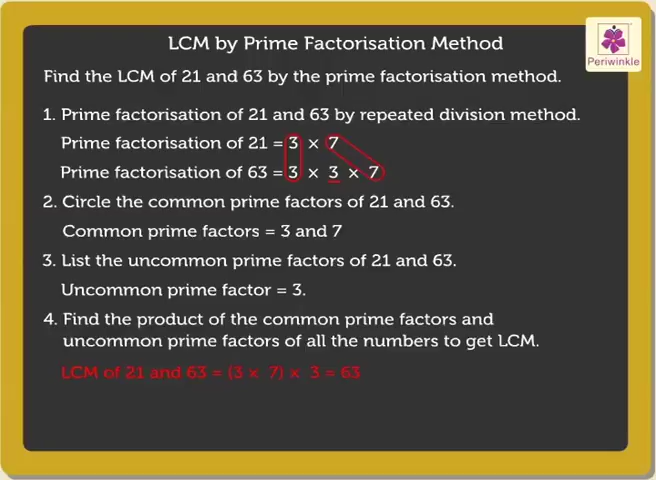 LCM by Prime Factorisation Method
Periwinkle
Find the LCM of 21 and 63 by the prime factorisation method.
1. Prime factorisation of 21 and 63 by repeated division method.
Prime factorisation of 21 = 3 × 7
Prime factorisation of 63 = 3 × 3 × 7
2. Circle the common prime factors of 21 and 63.
Common prime factors = 3 and 7
3. List the uncommon prime factors of 21 and 63.
Uncommon prime factor = 3.
4. Find the product of the common prime factors and
uncommon prime factors of all the numbers to get LCM.
LCM of 21 and 63 = (3 × 7) × 3 = 63